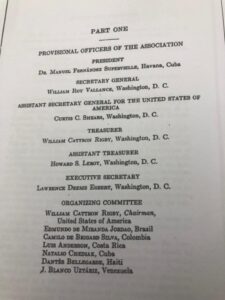 PART ONE
PROVISIONAL OFFICERS OF THE ASSOCIATION
PRESIDENT
DR. MANUEL FERNÁNDEZ SUPERVIELLE, Havana, Cuba
SECRETARY GENERAL
WILLIAM ROY VALLANCE, Washington, D. C.
ASSISTANT SECRETARY GENERAL FOR THE UNITED STATES OF
AMERICA
CURTIS C. SHEARS, Washington, D. C.
TREASURER
WILLIAM CATTRON RIGBY, Washington, D. C.
ASSISTANT TREASURER
HOWARD S. LEROY, Washington, D. C.
EXECUTIVE SECRETARY
LAWRENCE DEEMS EGBERT, Washington, D. C.
ORGANIZING COMMITTEE
WILLIAM CATTRON RIGBY, Chairman,
United States of America
EDMUNDO DE MIRANDA JORDAO, Brazil
CAMILO DE BRIGARD SILVA, Colombia
LUIS ANDERSON, Costa Rica
NATALIO CHEDIAK, Cuba
DANTÈS BELLEGARDE, Haiti
J. BLANCO UZTÁRIZ, Venezuela